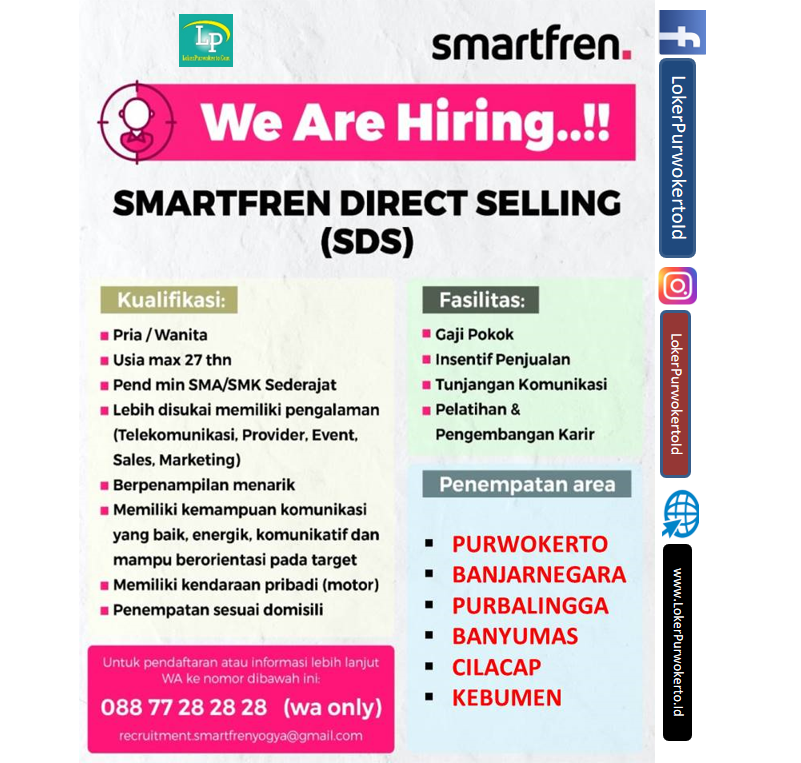 LP
LokerPurwokerto.Com
smartfren.
We Are Hiring..!!
SMARTFREN DIRECT SELLING
(SDS)
Kualifikasi:
Pria / Wanita
Usia max 27 thn
Pend min SMA/SMK Sederajat
Lebih disukai memiliki pengalaman
(Telekomunikasi, Provider, Event,
Sales, Marketing)
Berpenampilan menarik
Memiliki kemampuan komunikasi
yang baik, energik, komunikatif dan
mampu berorientasi pada target
Memiliki kendaraan pribadi (motor)
Penempatan sesuai domisili
Untuk pendaftaran atau informasi lebih lanjut
WA ke nomor dibawah ini:
088 77 28 28 28 (wa only)
recruitment.smartfrenyogya@gmail.com
Fasilitas:
Gaji Pokok
Insentif Penjualan
Tunjangan Komunikasi
Pelatihan &
Pengembangan Karir
Penempatan area
PURWOKERTO
BANJARNEGARA
PURBALINGGA
BANYUMAS
CILACAP
KEBUMEN
LokerPurwokertoId
LokerPurwokertoId
www.LokerPurwokerto.Id